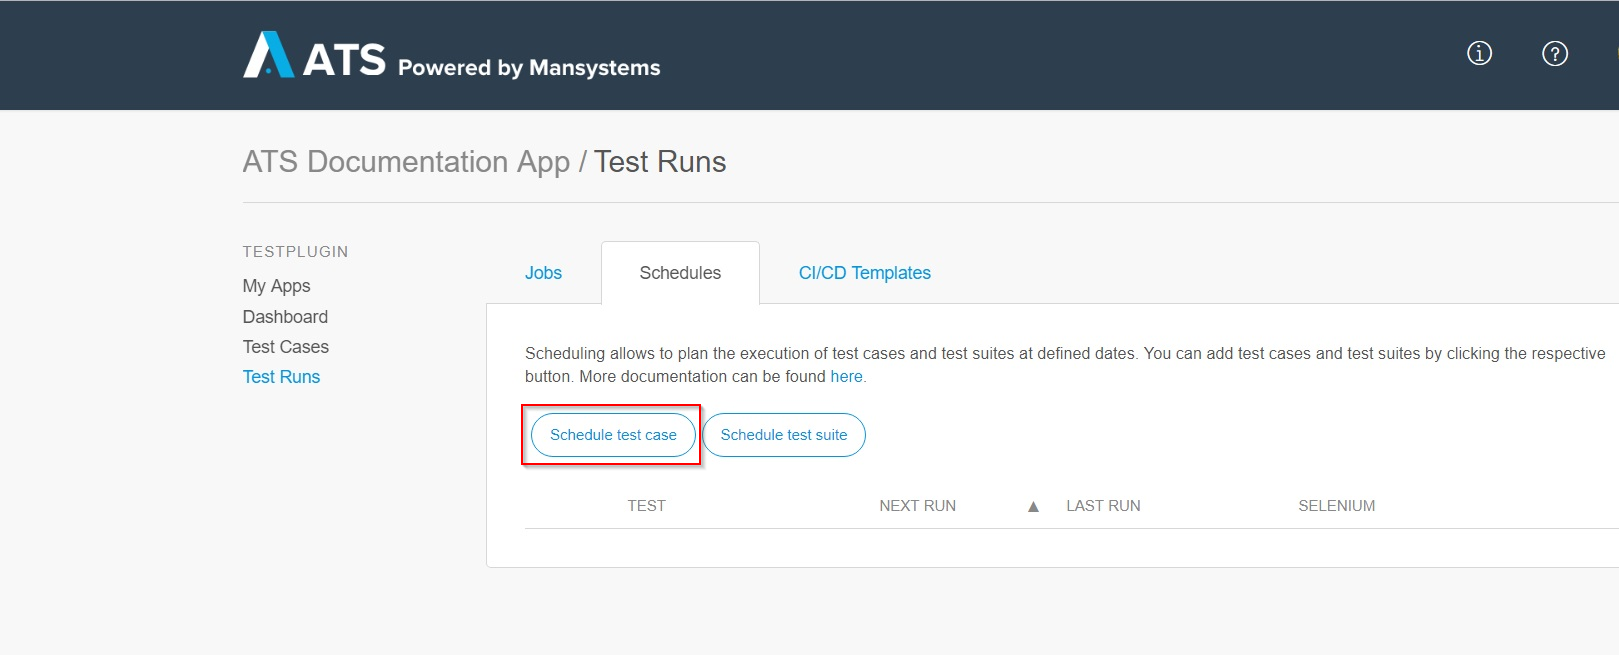 ATS Powered by Mansystems
ATS Documentation App / Test Runs
TESTPLUGIN
My Apps
Dashboard
Test Cases
Test Runs
Jobs
Schedules
CI/CD Templates
Scheduling allows to plan the execution of test cases and test suites at defined dates. You can add test cases and test suites by clicking the respective
button. More documentation can be found here.
Schedule test case
Schedule test suite
TEST
NEXT RUN
▲
LAST RUN
SELENIUM